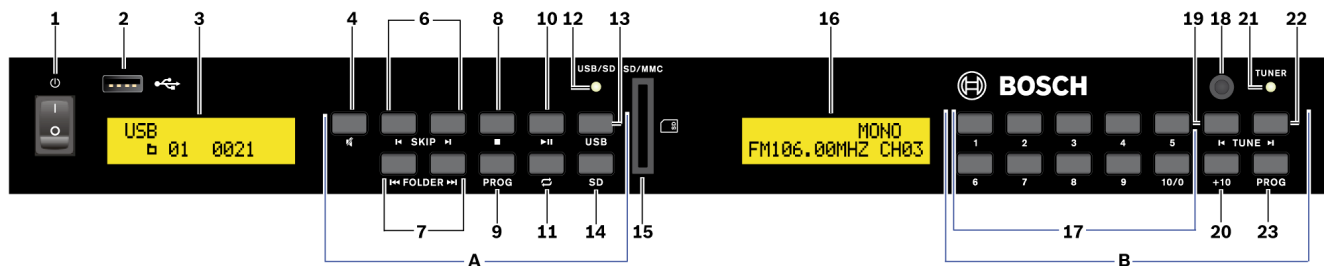 1 2 3 4 6 8 10 12 13 16 19 18 21 22
USB/SD SD/MMC TUNER
BOSCH
USB
01 0021
MONO
FM106.00MHZ CH03
SKIP USB 1 2 3 4 5 TUNE
SD
FOLDER PROG SD 6 7 8 9 10/0 +10 PROG
7 9 11 14 15 17 20 23
A B